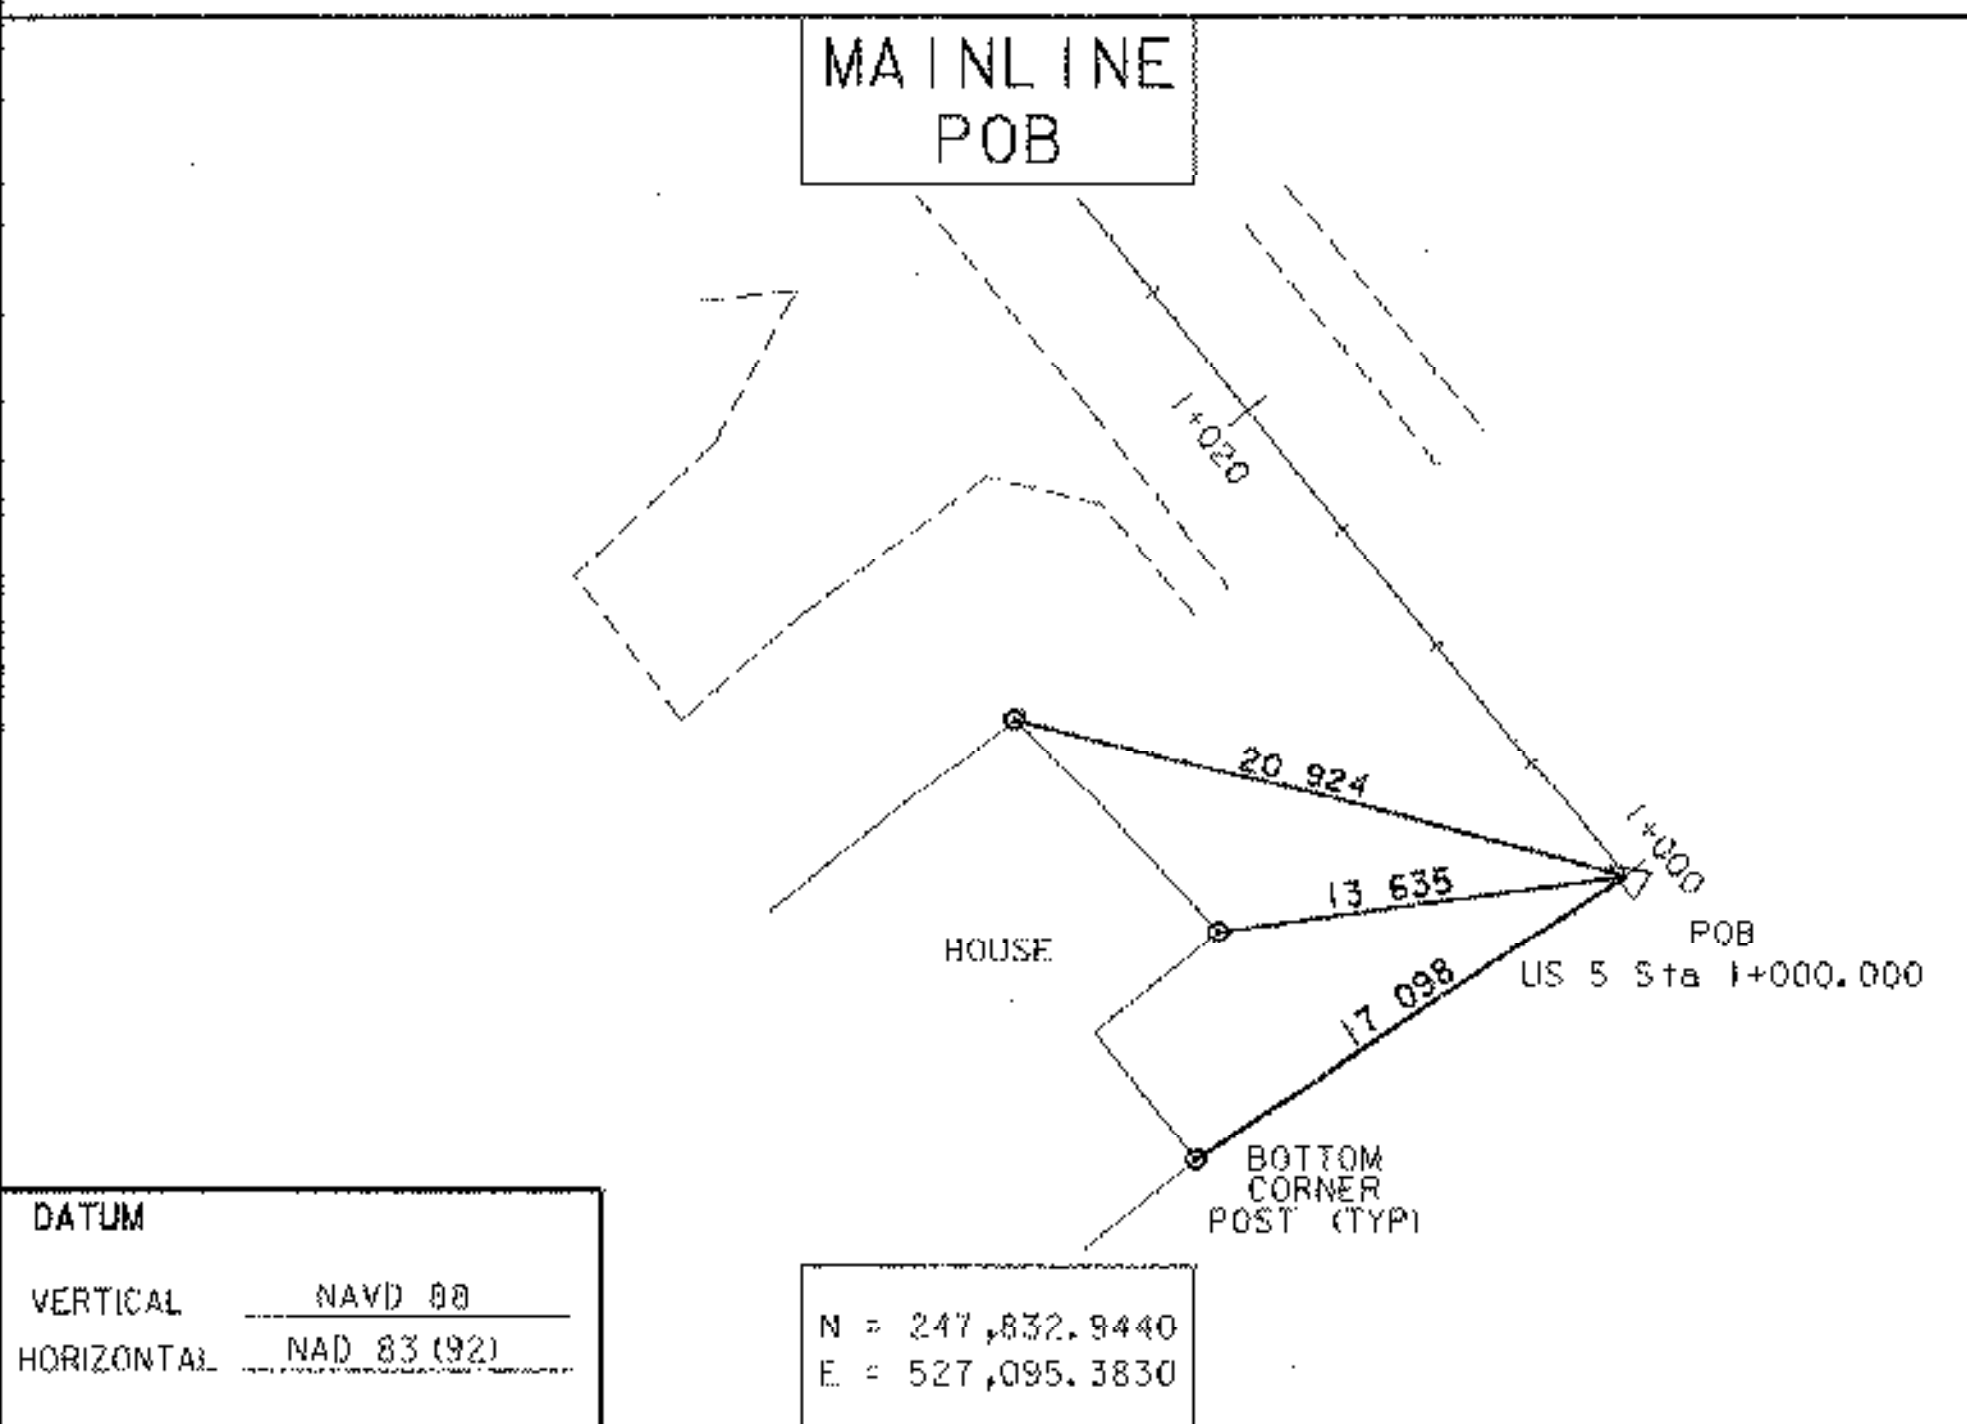 MAINLINE
POB
1+020
20 924
1+000
13 635
POB
HOUSE
US 5 Sta 1+000.000
17 098
BOTTOM
CORNER
POST (TYP)
DATUM
VERTICAL NAVD 88
HORIZONTAL NAD 83 (92)
N = 247,832.9440
E = 527,095.3830